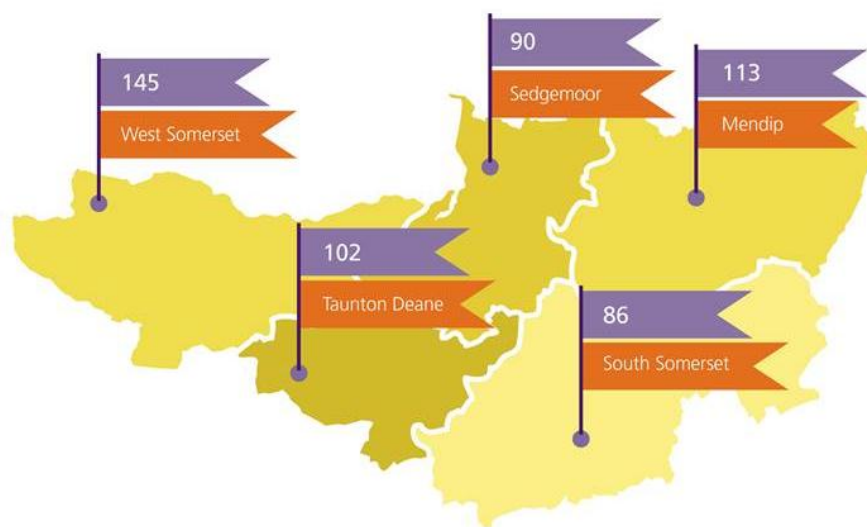 145
West Somerset
90
Sedgemoor
113
Mendip
102
Taunton Deane
86
South Somerset